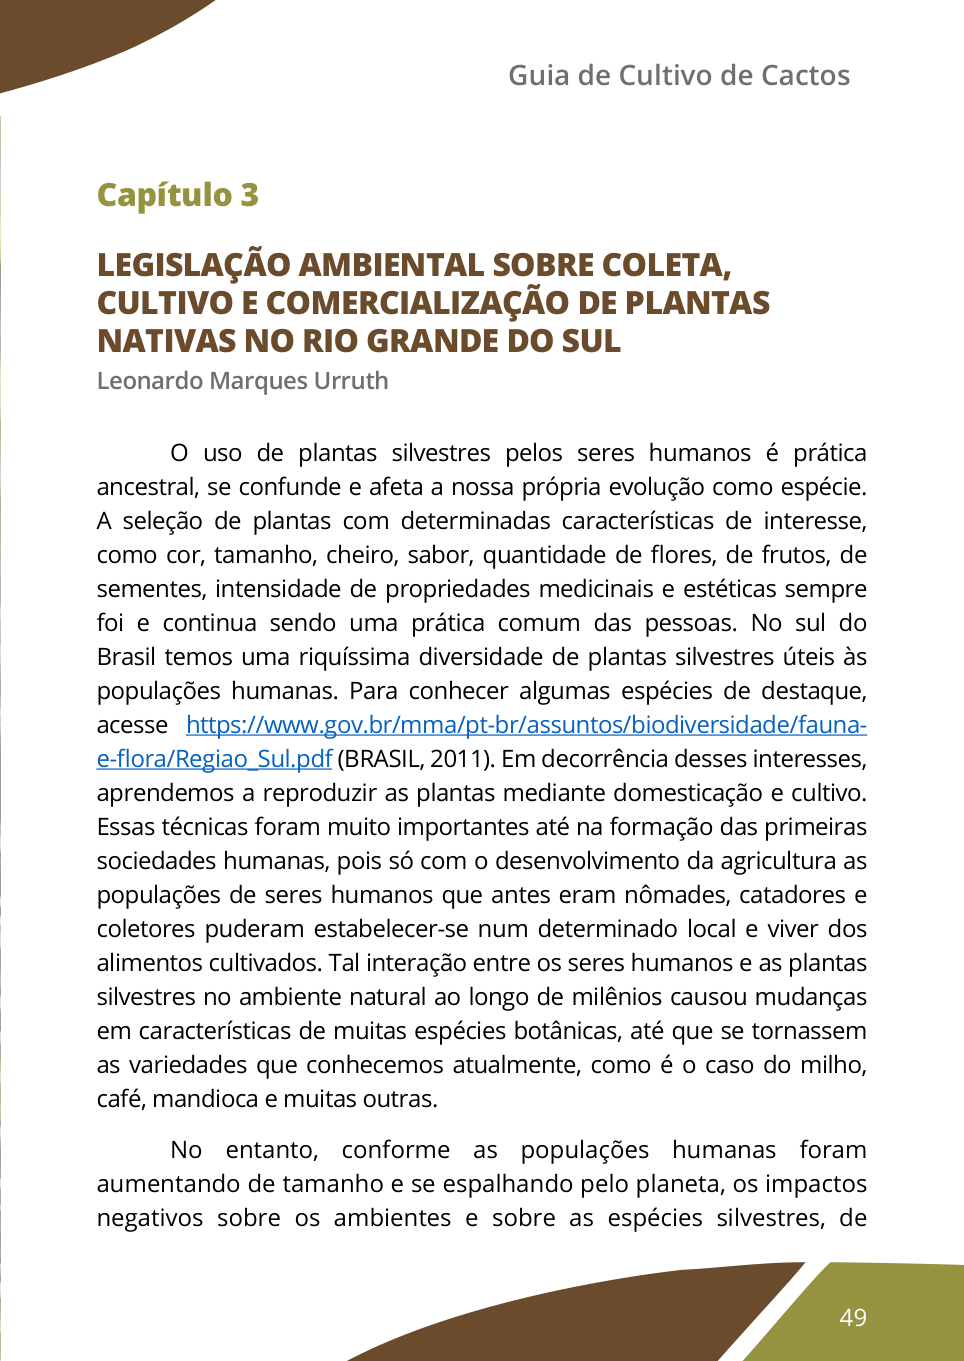 Guia de Cultivo de Cactos
Capítulo 3
LEGISLAÇÃO AMBIENTAL SOBRE COLETA,
CULTIVO E COMERCIALIZAÇÃO DE PLANTAS
NATIVAS NO RIO GRANDE DO SUL
Leonardo Marques Urruth
O uso de plantas silvestres pelos seres humanos é prática
ancestral, se confunde e afeta a nossa própria evolução como espécie.
A seleção de plantas com determinadas características de interesse,
como cor, tamanho, cheiro, sabor, quantidade de flores, de frutos, de
sementes, intensidade de propriedades medicinais e estéticas sempre
foi e continua sendo uma prática comum das pessoas. No sul do
Brasil temos uma riquíssima diversidade de plantas silvestres úteis às
populações humanas. Para conhecer algumas espécies de destaque,
acesse https://www.gov.br/mma/pt-br/assuntos/biodiversidade/fauna-
e-flora/Regiao_Sul.pdf (BRASIL, 2011). Em decorrência desses interesses,
aprendemos a reproduzir as plantas mediante domesticação e cultivo.
Essas técnicas foram muito importantes até na formação das primeiras
sociedades humanas, pois só com o desenvolvimento da agricultura as
populações de seres humanos que antes eram nômades, catadores e
coletores puderam estabelecer-se num determinado local e viver dos
alimentos cultivados. Tal interação entre os seres humanos e as plantas
silvestres no ambiente natural ao longo de milênios causou mudanças
em características de muitas espécies botânicas, até que se tornassem
as variedades que conhecemos atualmente, como é o caso do milho,
café, mandioca e muitas outras.
No entanto, conforme as populações humanas foram
aumentando de tamanho e se espalhando pelo planeta, os impactos
negativos sobre os ambientes e sobre as espécies silvestres, de
49